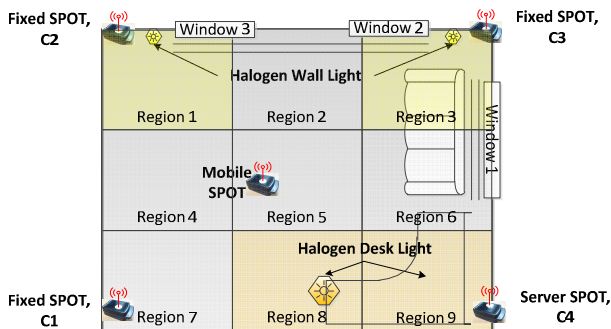 Fixed SPOT,
C2
Window 3
Window 2
Fixed SPOT,
C3
Halogen Wall Light
Region 1
Region 2
Region 3
Window 1
Mobile
SPOT
Region 4
Region 5
Region 6
Halogen Desk Light
Fixed SPOT,
C1
Region 7
Region 8
Region 9
Server SPOT,
C4